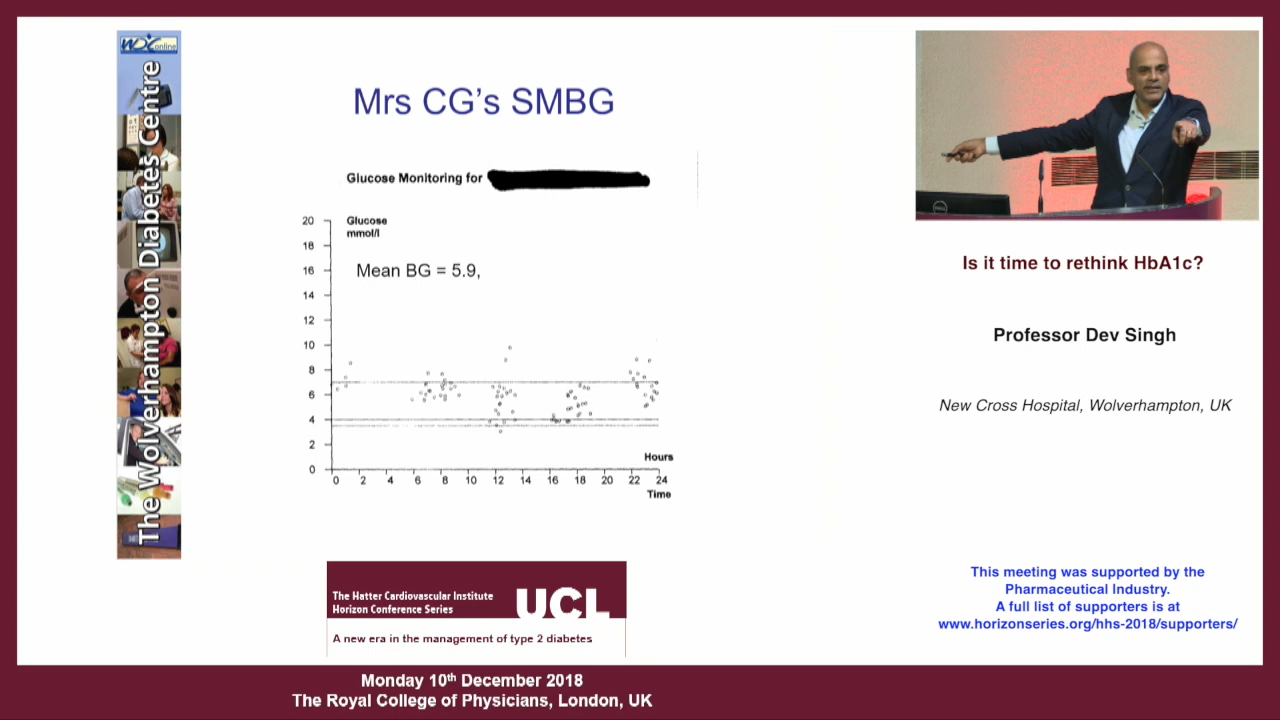 WDC online
The Wolverhampton Diabetes Centre
Mrs CG's SMBG
Glucose Monitoring for
Glucose
mmol/l
Mean BG = 5.9,
20
18
16
14
12
10
8
6
4
2
0
0 2 4 6 8 10 12 14 16 18 20 22 24
Hours
Time
The Hatter Cardiovascular Institute
Horizon Conference Series
UCL
A new era in the management of type 2 diabetes
Is it time to rethink HbA1c?
Professor Dev Singh
New Cross Hospital, Wolverhampton, UK
This meeting was supported by the
Pharmaceutical Industry.
A full list of supporters is at
www.horizonseries.org/hhs-2018/supporters/
Monday 10th December 2018
The Royal College of Physicians, London, UK